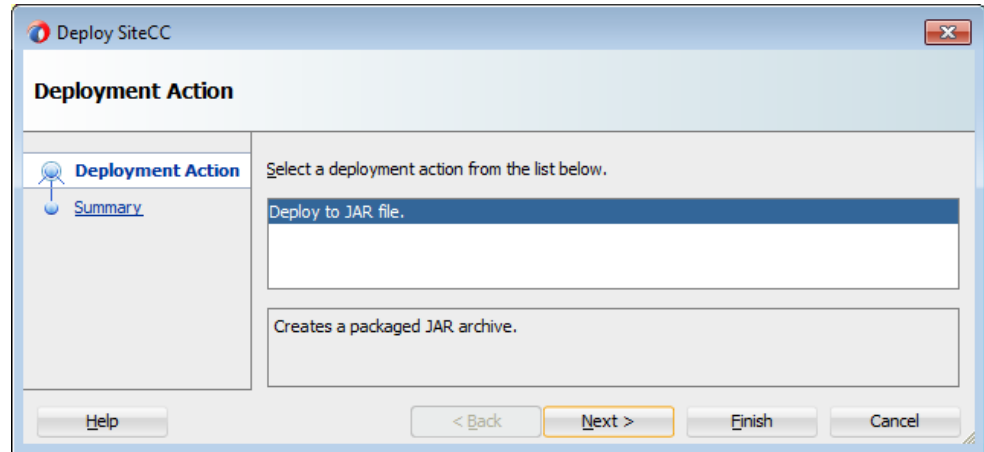 Deploy SiteCC
Deployment Action
Deployment Action
Summary
Select a deployment action from the list below.
Deploy to JAR file.
Creates a packaged JAR archive.
Help
< Back
Next >
Finish
Cancel